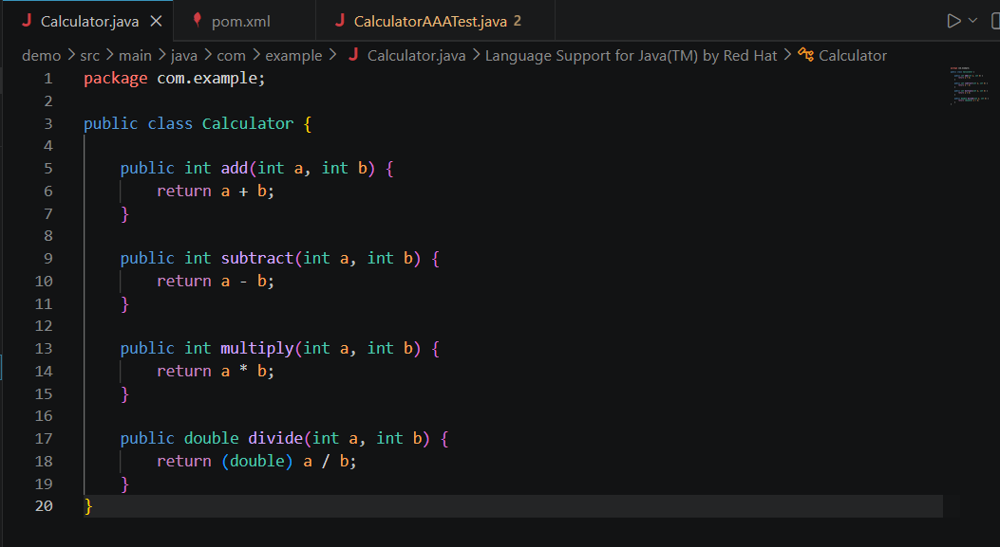 Calculator.java
pom.xml
CalculatorAAATest.java 2
demo > src > main > java > com > example > Calculator.java > Language Support for Java(TM) by Red Hat > Calculator
1 package com.example;
2
3 public class Calculator {
4
5 public int add(int a, int b) {
6 return a + b;
7 }
8
9 public int subtract(int a, int b) {
10 return a - b;
11 }
12
13 public int multiply(int a, int b) {
14 return a * b;
15 }
16
17 public double divide(int a, int b) {
18 return (double) a / b;
19 }
20 }